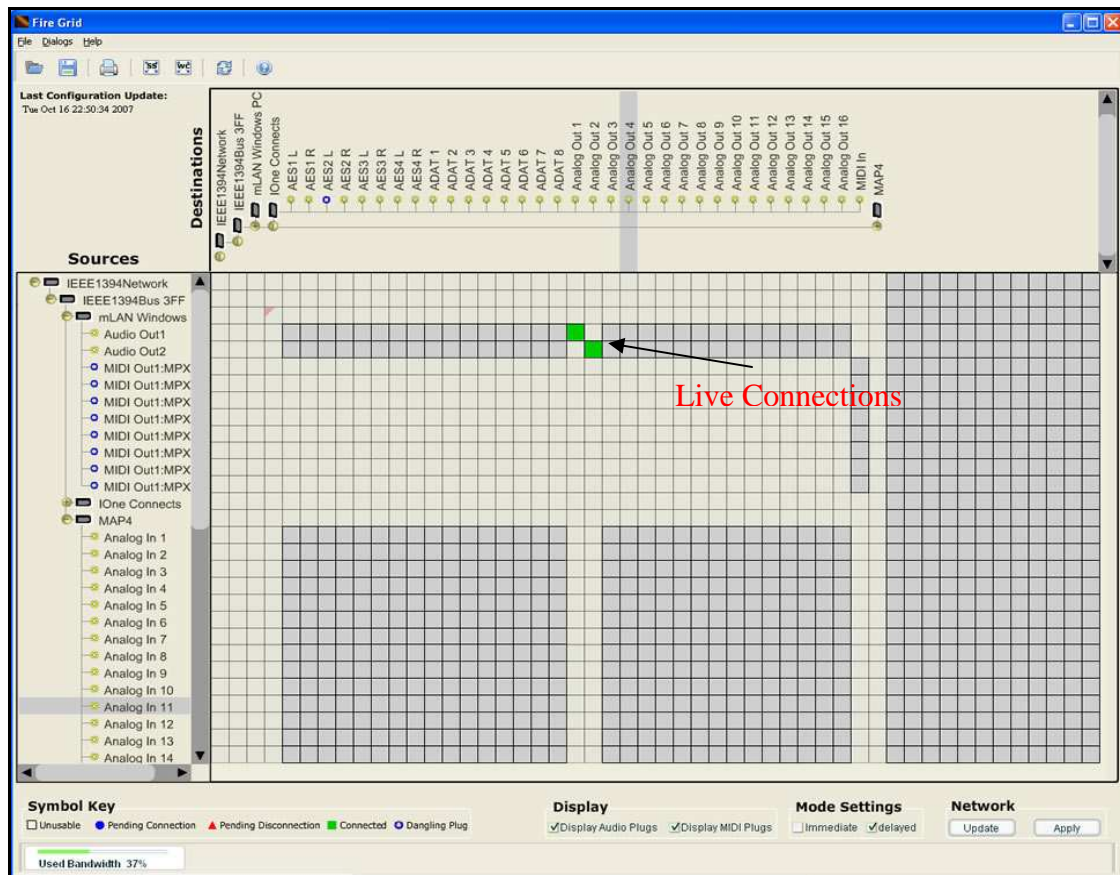 Fire Grid
File Dialogs Help
SS WC
Last Configuration Update:
Tue Oct 16 22:50:34 2007
Destinations
IEEE1394Network
IEEE1394Bus 3FF
mLAN Windows PC
IOne Connects
AES1 L
AES1 R
AES2 L
AES2 R
AES3 L
AES3 R
AES4 L
AES4 R
ADAT 1
ADAT 2
ADAT 3
ADAT 4
ADAT 5
ADAT 6
ADAT 7
ADAT 8
Analog Out 1
Analog Out 2
Analog Out 3
Analog Out 4
Analog Out 5
Analog Out 6
Analog Out 7
Analog Out 8
Analog Out 9
Analog Out 10
Analog Out 11
Analog Out 12
Analog Out 13
Analog Out 14
Analog Out 15
Analog Out 16
MIDI In
MAP4
Sources
IEEE1394Network
IEEE1394Bus 3FF
mLAN Windows
Audio Out1
Audio Out2
MIDI Out1:MPX
MIDI Out1:MPX
MIDI Out1:MPX
MIDI Out1:MPX
MIDI Out1:MPX
MIDI Out1:MPX
MIDI Out1:MPX
MIDI Out1:MPX
IOne Connects
MAP4
Analog In 1
Analog In 2
Analog In 3
Analog In 4
Analog In 5
Analog In 6
Analog In 7
Analog In 8
Analog In 9
Analog In 10
Analog In 11
Analog In 12
Analog In 13
Analog In 14
Live Connections
Symbol Key
Unusable Pending Connection Pending Disconnection Connected Dangling Plug
Display
Display Audio Plugs Display MIDI Plugs
Mode Settings
Immediate delayed
Network
Update Apply
Used Bandwidth 37%